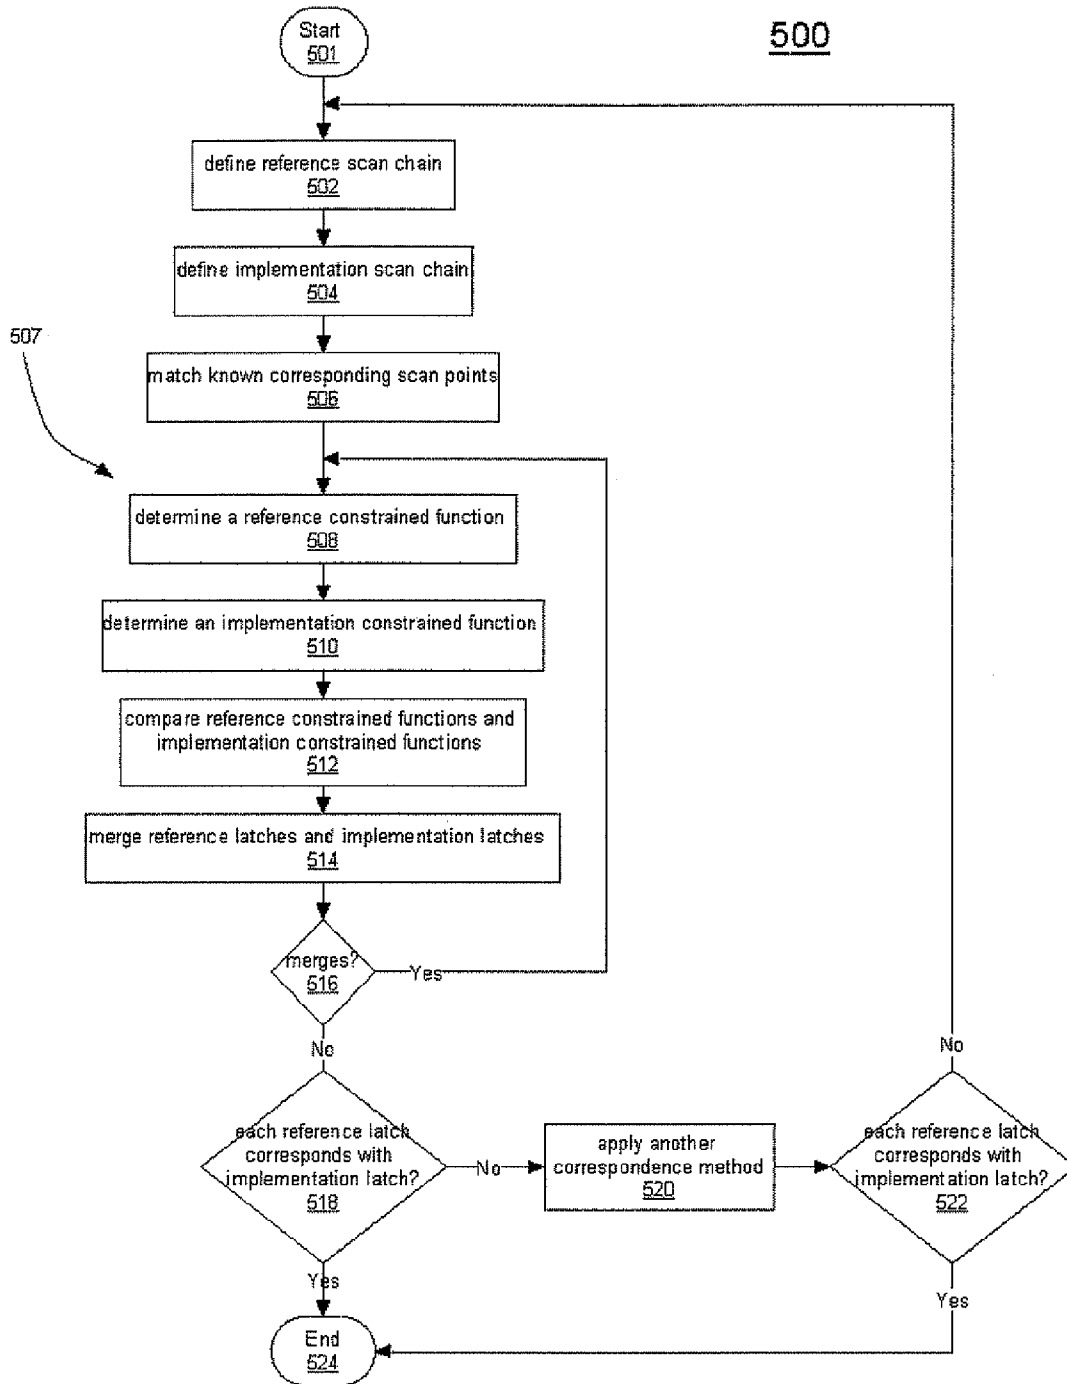 Start
501
500
define reference scan chain
502
define implementation scan chain
504
507
match known corresponding scan points
506
determine a reference constrained function
508
determine an implementation constrained function
510
compare reference constrained functions and
implementation constrained functions
512
merge reference latches and implementation latches
514
merges?
516
Yes
No
No
each reference latch
corresponds with
implementation latch?
518
No
apply another
correspondence method
520
each reference latch
corresponds with
implementation latch?
522
Yes
Yes
End
524